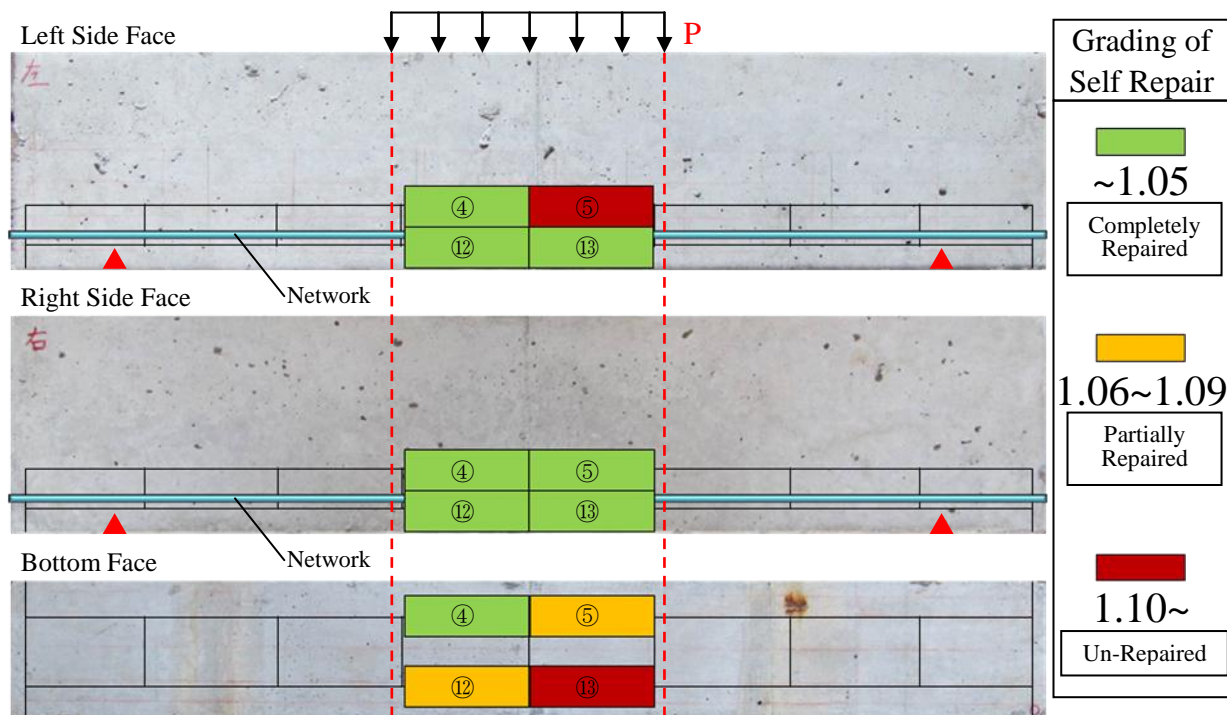 Left Side Face
P
左
④ ⑤
⑫ ⑬
Network
Right Side Face
右
④ ⑤
⑫ ⑬
Network
Bottom Face
④ ⑤
⑫ ⑬
Grading of
Self Repair
~1.05
Completely
Repaired
1.06~1.09
Partially
Repaired
1.10~
Un-Repaired